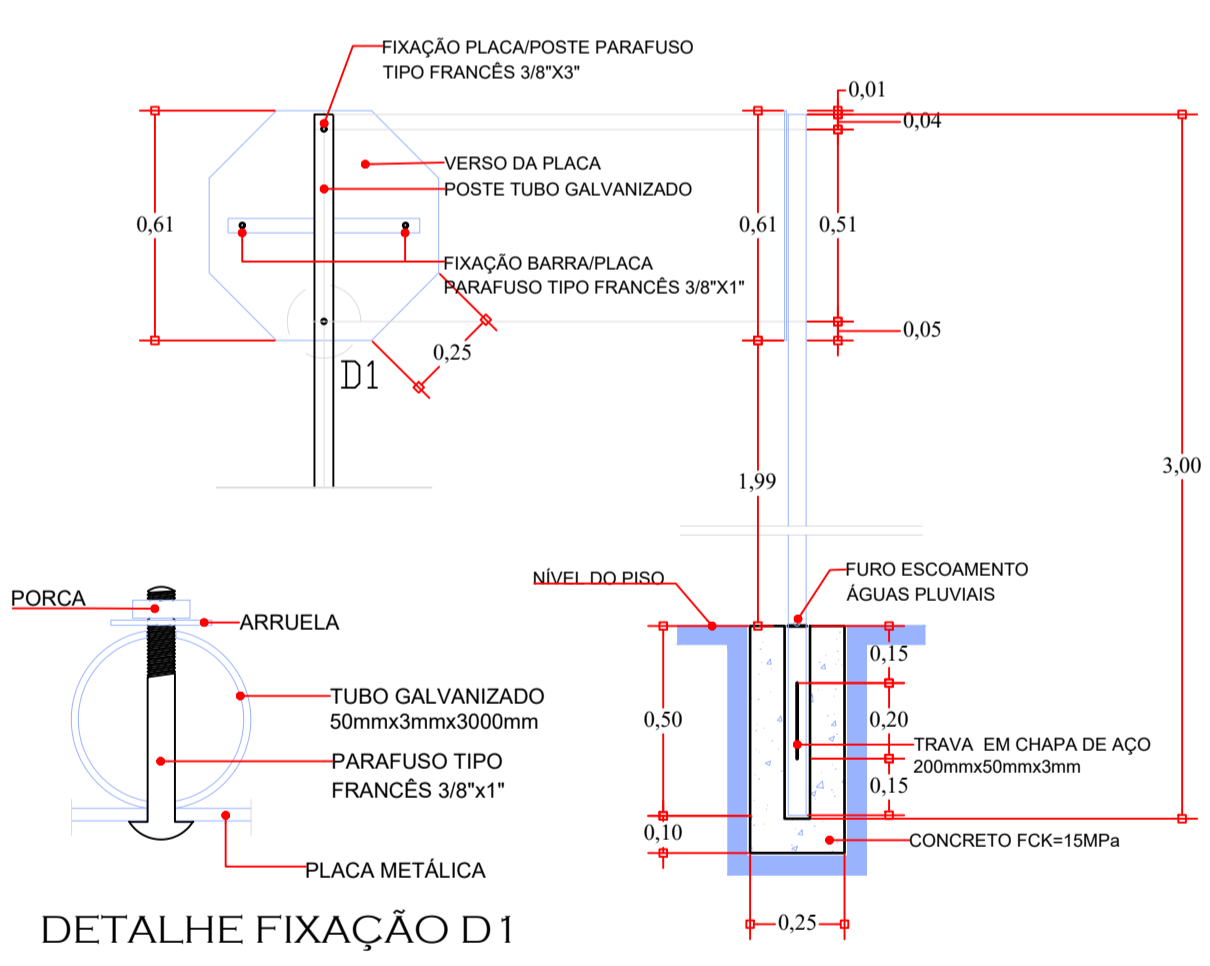 FIXAÇÃO PLACA/POSTE PARAFUSO
TIPO FRANCÊS 3/8"X3"
VERSO DA PLACA
POSTE TUBO GALVANIZADO
0,61
FIXAÇÃO BARRA/PLACA
PARAFUSO TIPO FRANCÊS 3/8"X1"
0,25
D1
0,01
0,04
0,61
0,51
0,05
1,99
3,00
NÍVEL DO PISO
FURO ESCOAMENTO
ÁGUAS PLUVIAIS
0,15
0,50
0,20
TRAVA EM CHAPA DE AÇO
200mmx50mmx3mm
0,15
0,10
CONCRETO FCK=15MPa
0,25
PORCA
ARRUELA
TUBO GALVANIZADO
50mmx3mmx3000mm
PARAFUSO TIPO
FRANCÊS 3/8"x1"
PLACA METÁLICA
DETALHE FIXAÇÃO D1